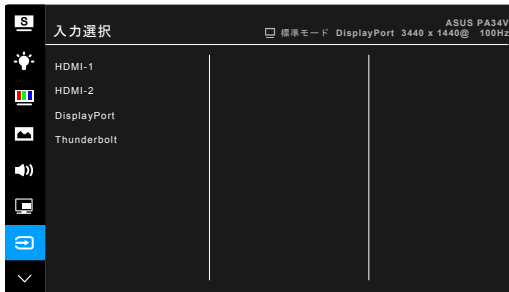 S
入力選択
ASUS PA34V
標準モード DisplayPort 3440 x 1440@ 100Hz
HDMI-1
HDMI-2
DisplayPort
Thunderbolt